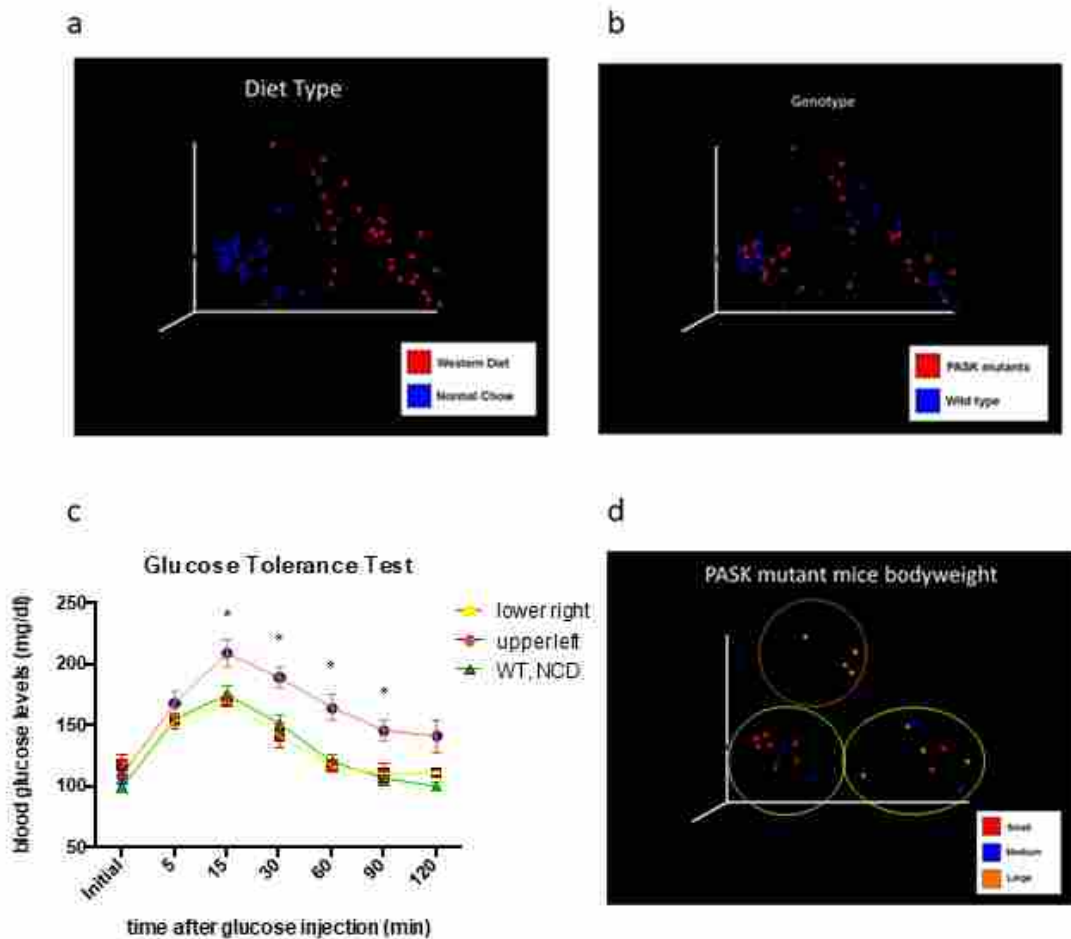 a
Diet Type
Western Diet
Normal Chow
b
Genotype
PASK mutants
Wild type
c
Glucose Tolerance Test
blood glucose levels (mg/dl)
250
200
150
100
50
* * * *
lower right
upper left
WT, NCD
Initial 5 15 30 60 90 120
time after glucose injection (min)
d
PASK mutant mice bodyweight
Small
Medium
Large